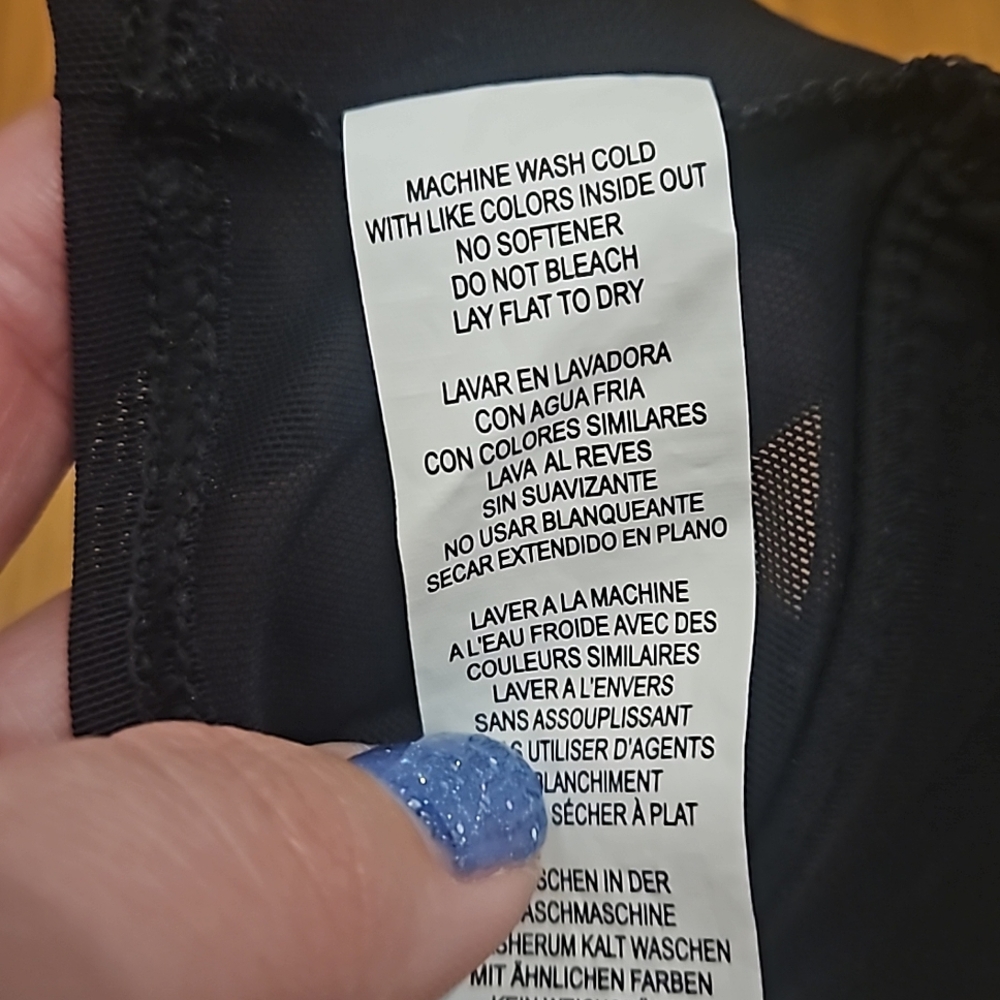 MACHINE WASH COLD
WITH LIKE COLORS INSIDE OUT
NO SOFTENER
DO NOT BLEACH
LAY FLAT TO DRY
LAVAR EN LAVADORA
CON AGUA FRIA
CON COLORES SIMILARES
LAVA AL REVES
SIN SUAVIZANTE
NO USAR BLANQUEANTE
SECAR EXTENDIDO EN PLANO
LAVER A LA MACHINE
A L'EAU FROIDE AVEC DES
COULEURS SIMILAIRES
LAVER A L'ENVERS
SANS ASSOUPLISSANT
UTILISER D'AGENTS
BLANCHIMENT
SÉCHER À PLAT
IN DER
KALT WASCHEN
MIT ÄHNLICHEN FARBEN